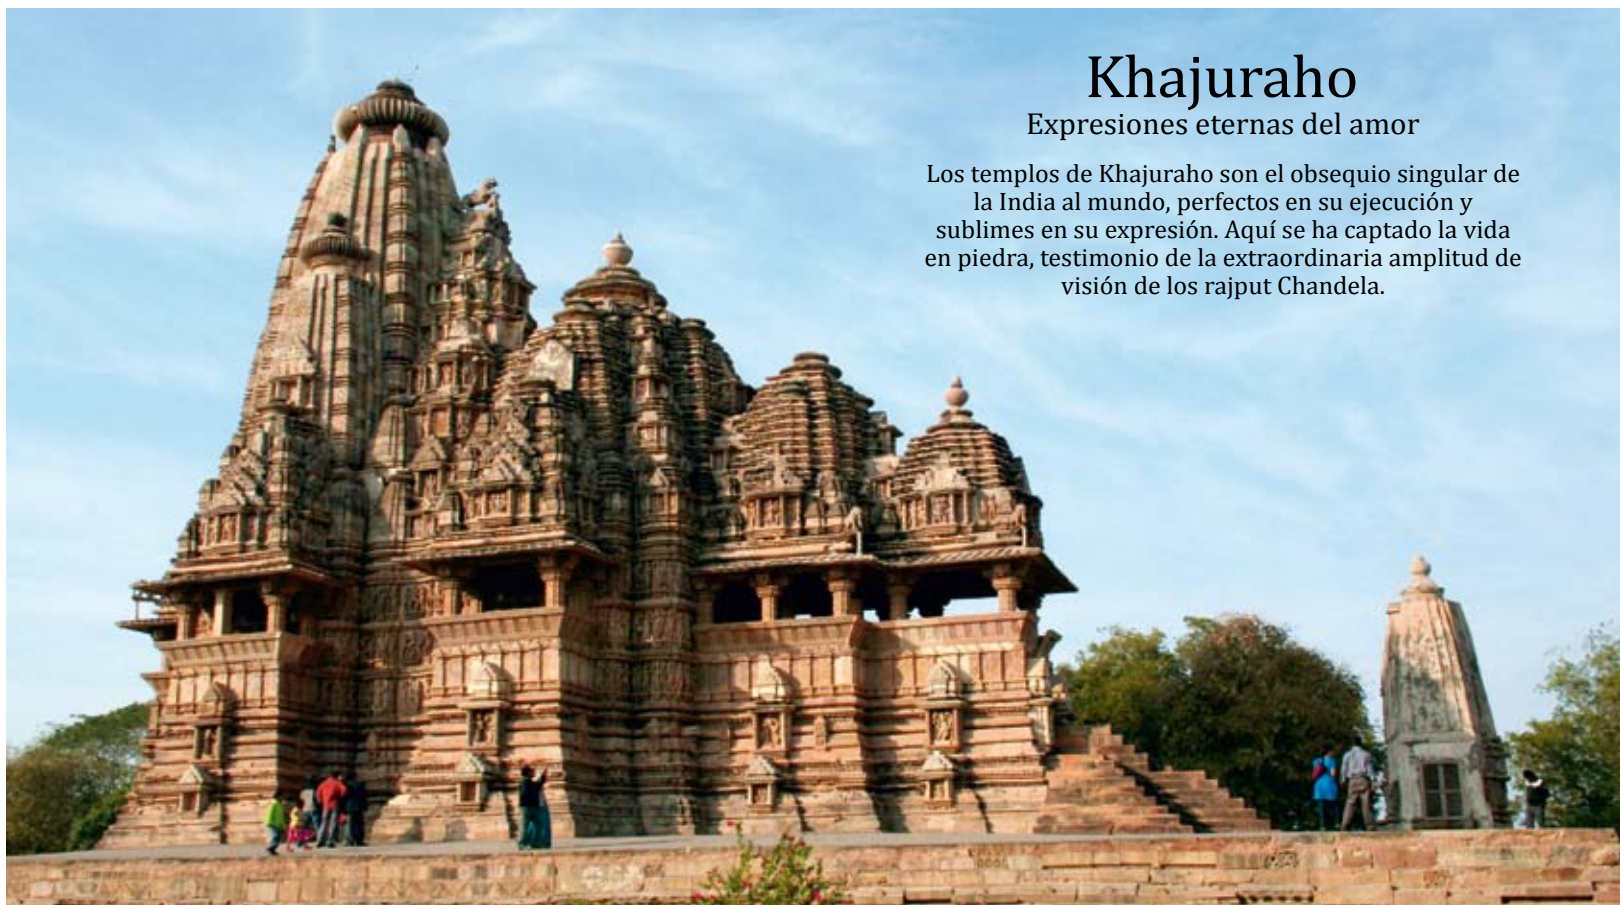 Khajuraho
Expresiones eternas del amor
Los templos de Khajuraho son el obsequio singular de
la India al mundo, perfectos en su ejecución y
sublimes en su expresión. Aquí se ha captado la vida
en piedra, testimonio de la extraordinaria amplitud de
visión de los rajput Chandela.